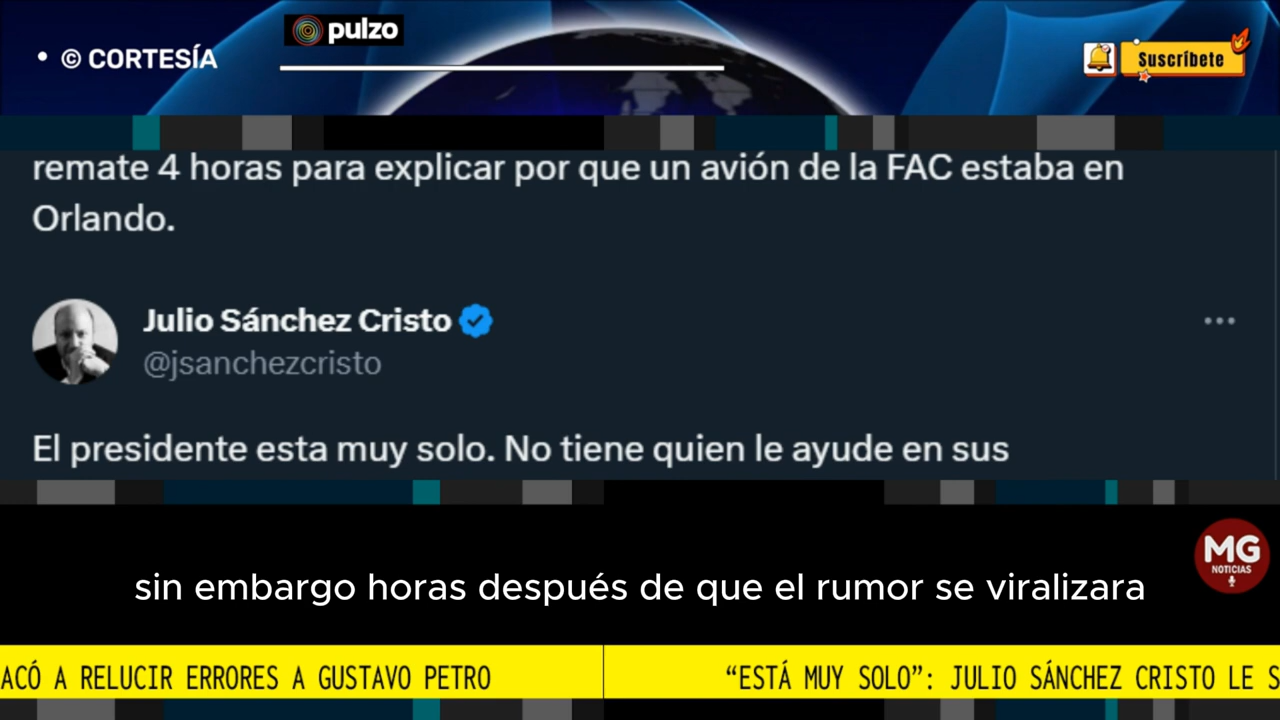 • © CORTESÍA
pulzo
Suscríbete
remate 4 horas para explicar por que un avión de la FAC estaba en
Orlando.
Julio Sánchez Cristo
@jsanchezcristo
El presidente esta muy solo. No tiene quien le ayude en sus
MG
NOTICIAS
sin embargo horas después de que el rumor se viralizara
ACÓ A RELUCIR ERRORES A GUSTAVO PETRO
“ESTÁ MUY SOLO”: JULIO SÁNCHEZ CRISTO LE S